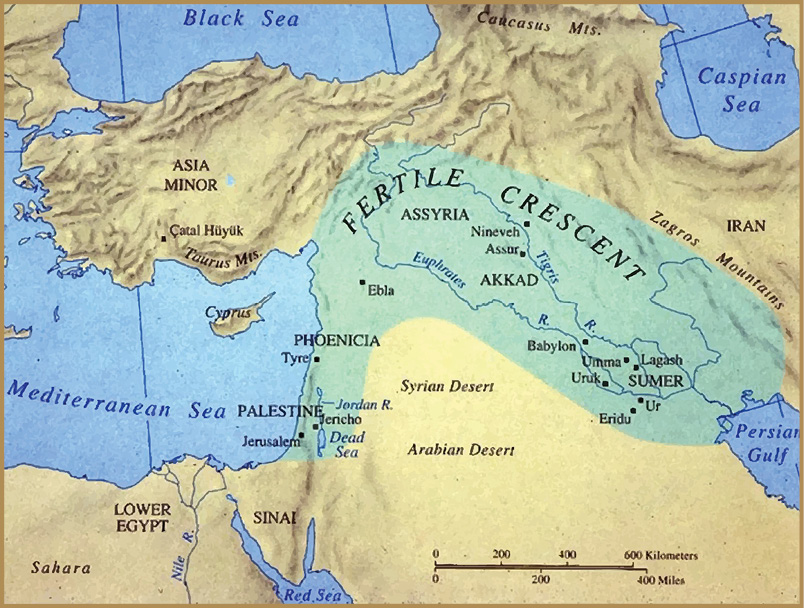 Black Sea
Caucasus Mts.
Caspian
Sea
ASIA
MINOR
Çatal Hüyük
Taurus Mts.
FERTILE CRESCENT
ASSYRIA
Nineveh
Assur
Tigris
R.
Zagros Mountains
IRAN
Euphrates
R.
AKKAD
Ebla
Cyprus
PHOENICIA
Tyre
Babylon
Umma
Lagash
Uruk
SUMER
Ur
Eridu
Syrian Desert
Mediterranean Sea
PALESTINE
Jordan R.
Jericho
Jerusalem
Dead
Sea
Arabian Desert
Persian
Gulf
LOWER
EGYPT
SINAI
Nile R.
Sahara
Red Sea
0 200 400 600 Kilometers
0 200 400 Miles